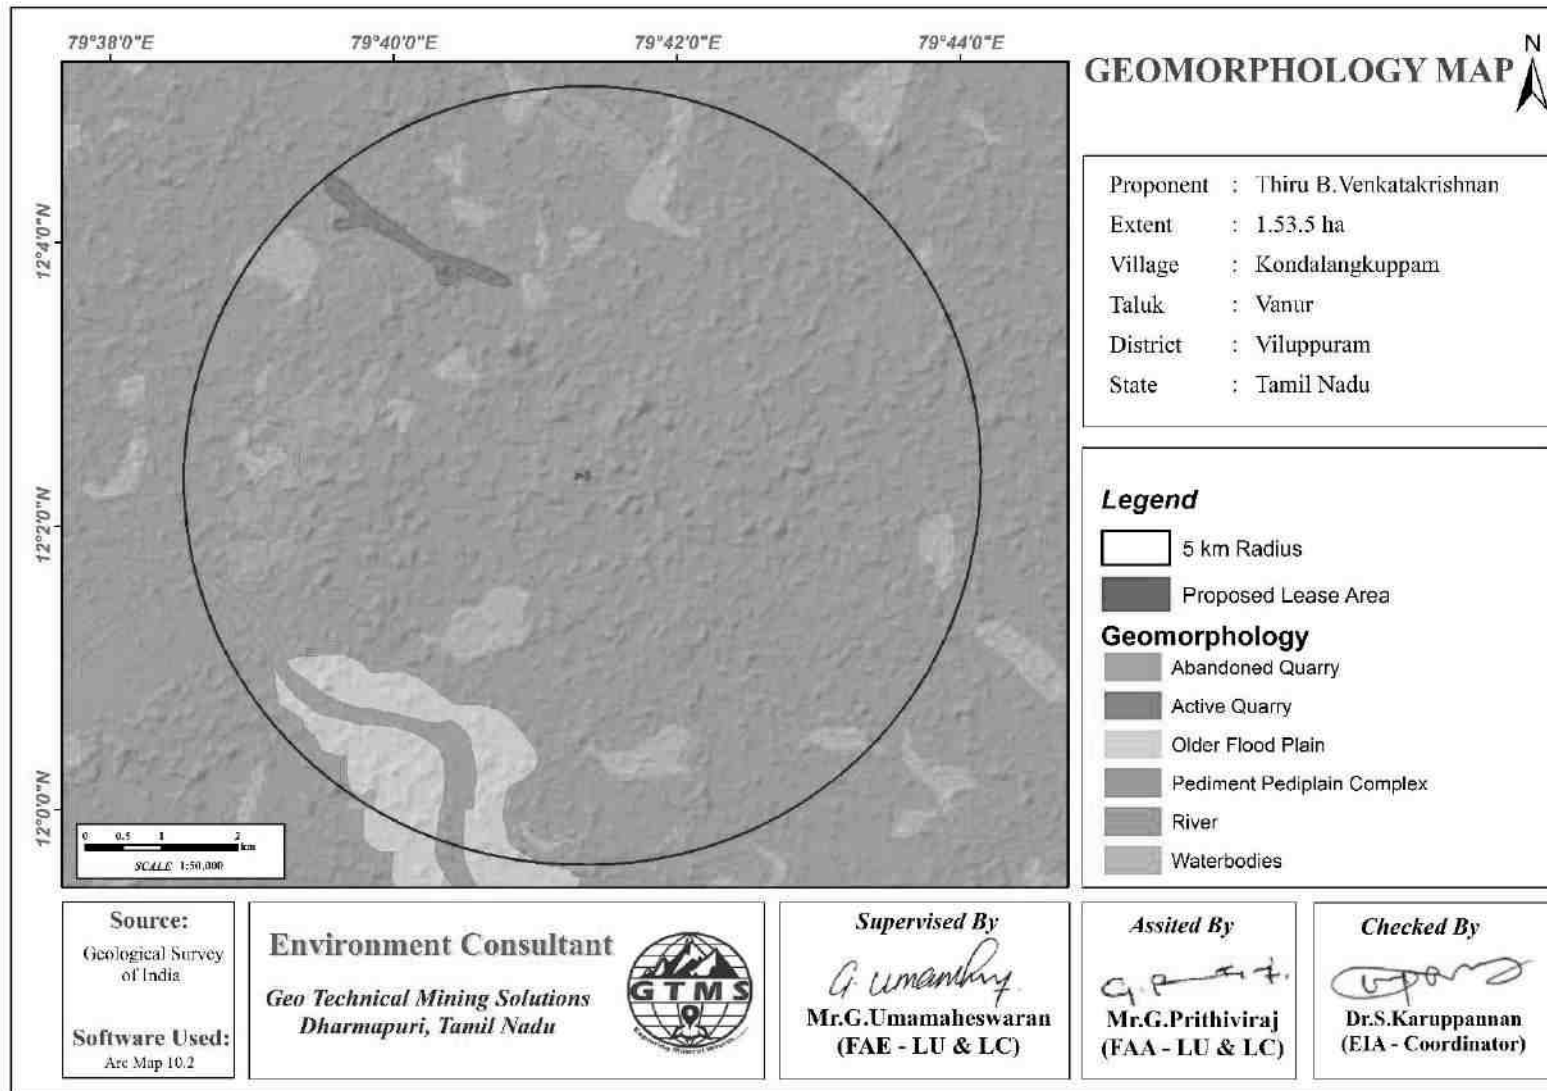 79°38'0"E
79°40'0"E
79°42'0"E
79°44'0"E
12°4'0"N
12°2'0"N
12°0'0"N
0 0.5 1 2
km
SCALE 1:50,000
GEOMORPHOLOGY MAP
N
Proponent : Thiru B.Venkatakrishnan
Extent : 1.53.5 ha
Village : Kondalangkuppam
Taluk : Vanur
District : Viluppuram
State : Tamil Nadu
Legend
5 km Radius
Proposed Lease Area
Geomorphology
Abandoned Quarry
Active Quarry
Older Flood Plain
Pediment Pediplain Complex
River
Waterbodies
Source:
Geological Survey
of India
Software Used:
Arc Map 10.2
Environment Consultant
Geo Technical Mining Solutions
Dharmapuri, Tamil Nadu
GTMS
Supervised By
G. Umamhy.
Mr.G.Umamaheswaran
(FAE - LU & LC)
Assited By
Mr.G.Prithiviraj
(FAA - LU & LC)
Checked By
Dr.S.Karuppannan
(EIA - Coordinator)